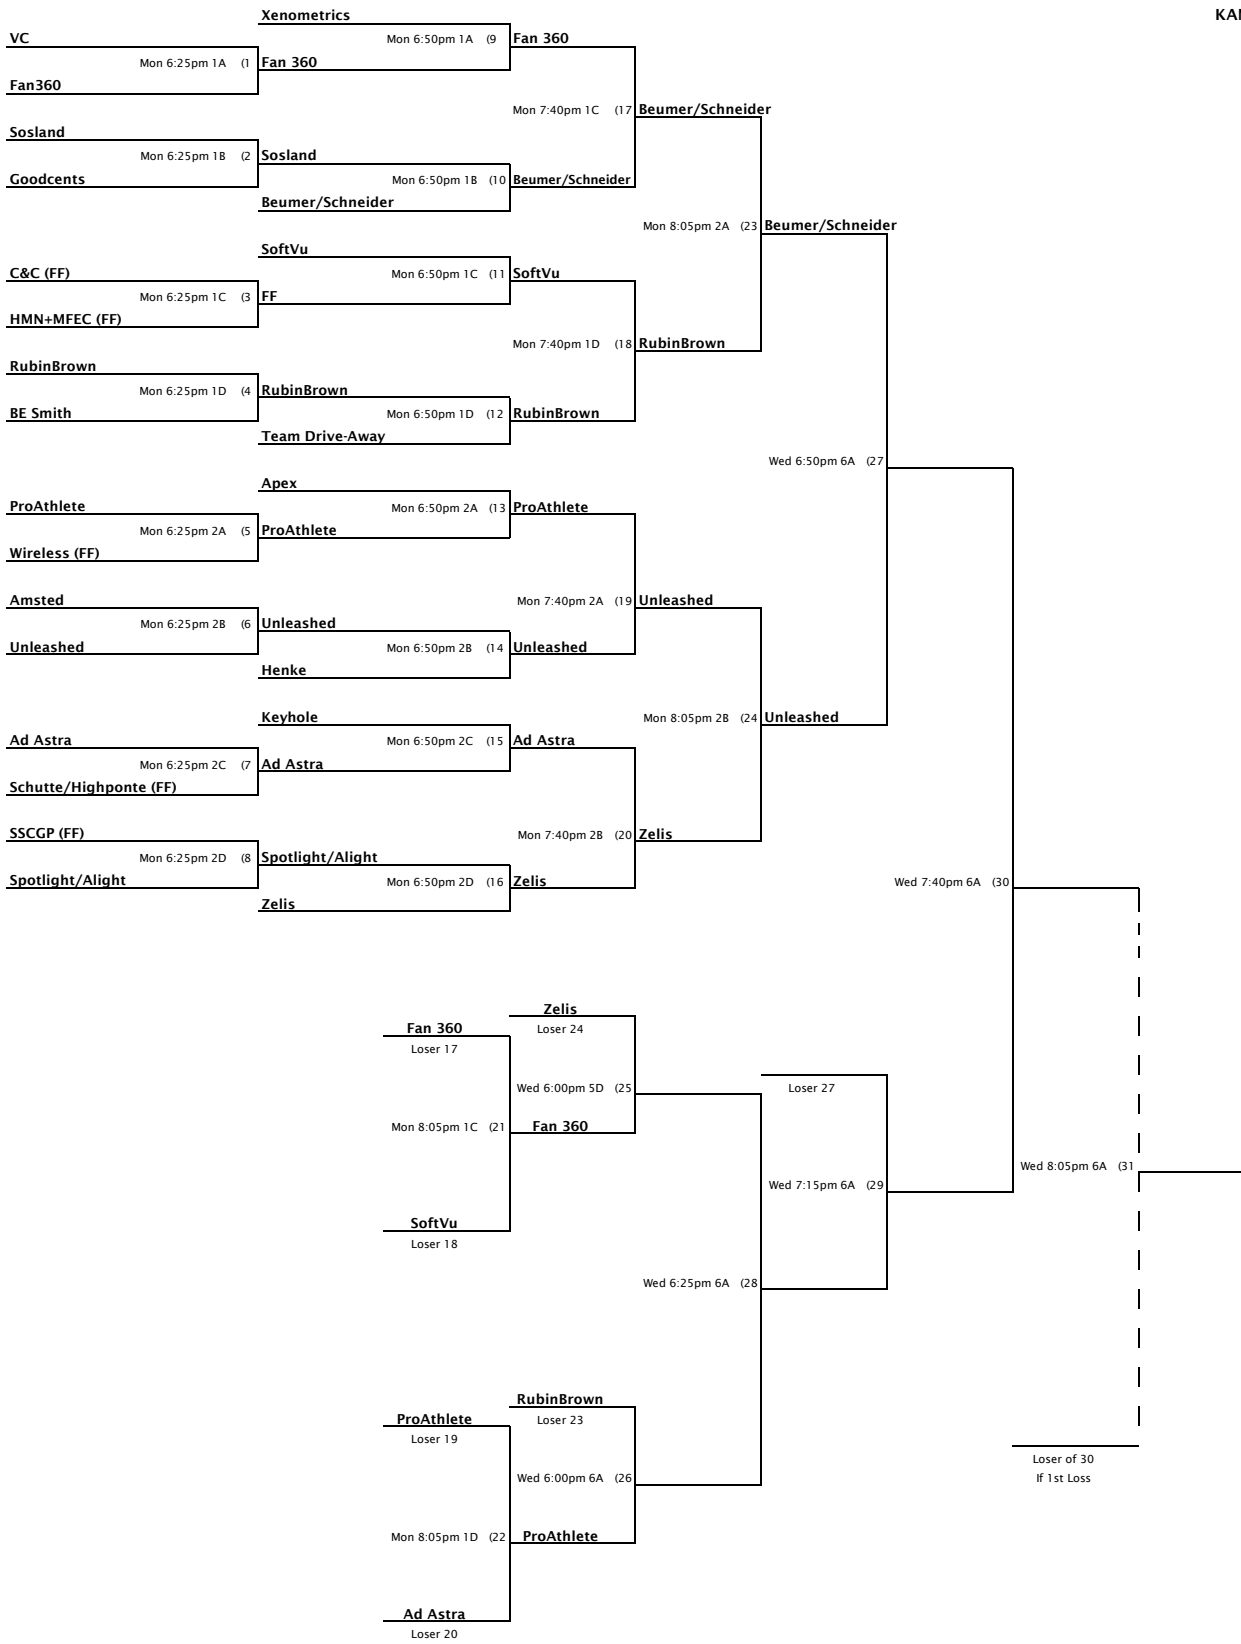 Xenometrics
KAI
VC
Mon 6:50pm 1A (9
Fan 360
Mon 6:25pm 1A (1
Fan 360
Fan360
Mon 7:40pm 1C (17
Beumer/Schneider
Sosland
Mon 6:25pm 1B (2
Sosland
Goodcents
Mon 6:50pm 1B (10
Beumer/Schneider
Beumer/Schneider
Mon 8:05pm 2A (23
Beumer/Schneider
SoftVu
C&C (FF)
Mon 6:50pm 1C (11
SoftVu
Mon 6:25pm 1C (3
FF
HMN+MFEC (FF)
Mon 7:40pm 1D (18
RubinBrown
RubinBrown
Mon 6:25pm 1D (4
RubinBrown
BE Smith
Mon 6:50pm 1D (12
RubinBrown
Team Drive-Away
Wed 6:50pm 6A (27
Apex
ProAthlete
Mon 6:50pm 2A (13
ProAthlete
Mon 6:25pm 2A (5
ProAthlete
Wireless (FF)
Amsted
Mon 7:40pm 2A (19
Unleashed
Mon 6:25pm 2B (6
Unleashed
Unleashed
Mon 6:50pm 2B (14
Unleashed
Henke
Keyhole
Mon 8:05pm 2B (24
Unleashed
Ad Astra
Mon 6:50pm 2C (15
Ad Astra
Mon 6:25pm 2C (7
Ad Astra
Schutte/Highponte (FF)
SSCGP (FF)
Mon 7:40pm 2B (20
Zelis
Mon 6:25pm 2D (8
Spotlight/Alight
Spotlight/Alight
Mon 6:50pm 2D (16
Zelis
Wed 7:40pm 6A (30
Zelis
Zelis
Fan 360
Loser 24
Loser 17
Wed 6:00pm 5D (25
Loser 27
Mon 8:05pm 1C (21
Fan 360
Wed 8:05pm 6A (31
Wed 7:15pm 6A (29
SoftVu
Loser 18
Wed 6:25pm 6A (28
RubinBrown
ProAthlete
Loser 23
Loser 19
Loser of 30
If 1st Loss
Wed 6:00pm 6A (26
Mon 8:05pm 1D (22
ProAthlete
Ad Astra
Loser 20